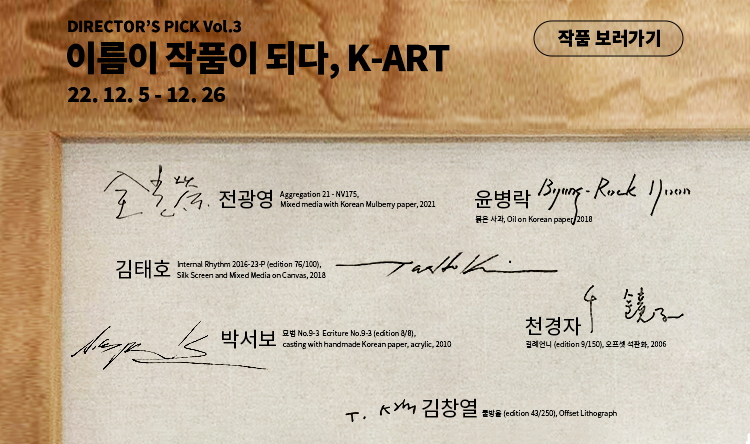 DIRECTOR'S PICK Vol.3
이름이 작품이 되다, K-ART
22. 12. 5 - 12. 26
작품 보러가기
전광영 Aggregation 21 - NV175,
Mixed media with Korean Mulberry paper, 2021
윤병락 Byung-Rock Yoon
붉은 사과, Oil on Korean paper, 2018
김태호 Internal Rhythm 2016-23-P (edition 76/100),
Silk Screen and Mixed Media on Canvas, 2018
박서보 묘법 No.9-3 Ecriture No.9-3 (edition 8/8),
casting with handmade Korean paper, acrylic, 2010
천경자
길례언니 (edition 9/150), 오프셋 석판화, 2006
T. Kim 김창열 물방울 (edition 43/250), Offset Lithograph